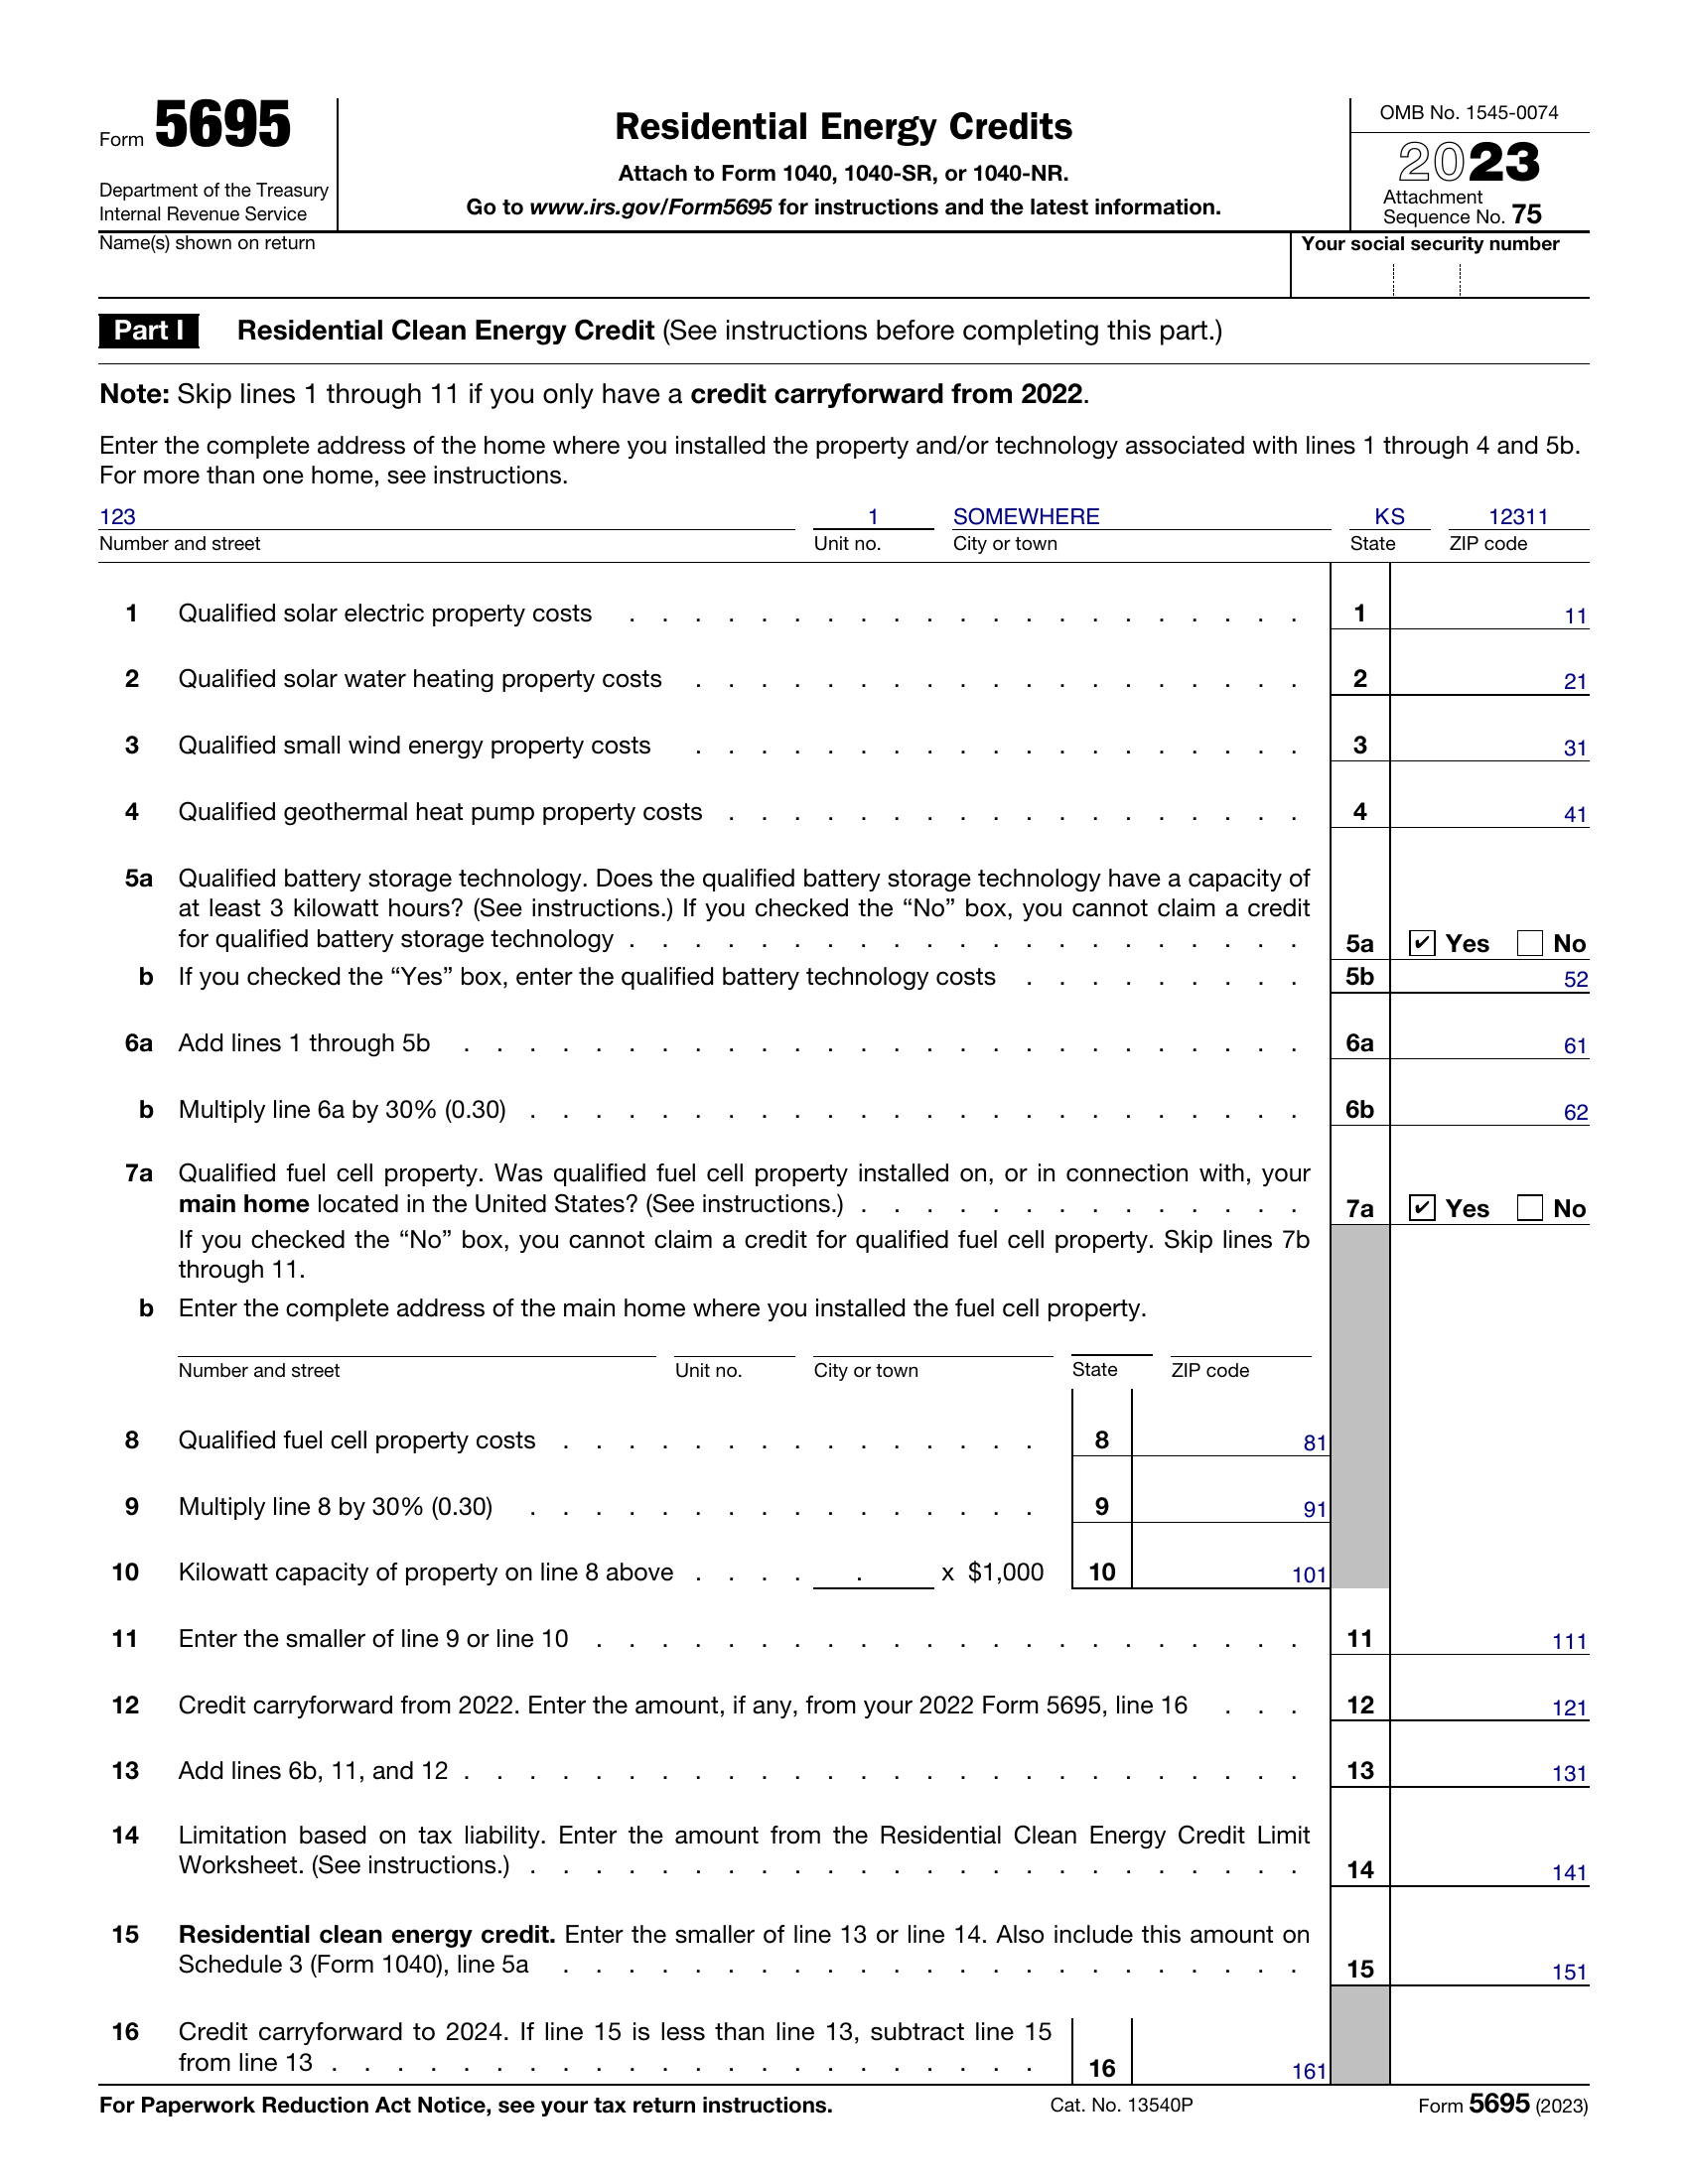 Form 5695
Department of the Treasury
Internal Revenue Service
Residential Energy Credits
Attach to Form 1040, 1040-SR, or 1040-NR.
Go to www.irs.gov/Form5695 for instructions and the latest information.
OMB No. 1545-0074
2023
Attachment
Sequence No. 75
Name(s) shown on return
Your social security number
Part I Residential Clean Energy Credit (See instructions before completing this part.)
Note: Skip lines 1 through 11 if you only have a credit carryforward from 2022.
Enter the complete address of the home where you installed the property and/or technology associated with lines 1 through 4 and 5b.
For more than one home, see instructions.
123 1 SOMEWHERE KS 12311
Number and street Unit no. City or town State ZIP code
1 Qualified solar electric property costs . . . . . . . . . . . . . . . . . . . . . 1 11
2 Qualified solar water heating property costs . . . . . . . . . . . . . . . . . . . 2 21
3 Qualified small wind energy property costs . . . . . . . . . . . . . . . . . . . 3 31
4 Qualified geothermal heat pump property costs . . . . . . . . . . . . . . . . . . 4 41
5a Qualified battery storage technology. Does the qualified battery storage technology have a capacity of
at least 3 kilowatt hours? (See instructions.) If you checked the “No” box, you cannot claim a credit
for qualified battery storage technology . . . . . . . . . . . . . . . . . . . . . 5a ✔ Yes No
b If you checked the “Yes” box, enter the qualified battery technology costs . . . . . . . . . 5b 52
6a Add lines 1 through 5b . . . . . . . . . . . . . . . . . . . . . . . . . . 6a 61
b Multiply line 6a by 30% (0.30) . . . . . . . . . . . . . . . . . . . . . . . . 6b 62
7a Qualified fuel cell property. Was qualified fuel cell property installed on, or in connection with, your
main home located in the United States? (See instructions.) . . . . . . . . . . . . . . 7a ✔ Yes No
If you checked the “No” box, you cannot claim a credit for qualified fuel cell property. Skip lines 7b
through 11.
b Enter the complete address of the main home where you installed the fuel cell property.
Number and street Unit no. City or town State ZIP code
8 Qualified fuel cell property costs . . . . . . . . . . . . . . . 8 81
9 Multiply line 8 by 30% (0.30) . . . . . . . . . . . . . . . . 9 91
10 Kilowatt capacity of property on line 8 above . . . . . x $1,000 10 101
11 Enter the smaller of line 9 or line 10 . . . . . . . . . . . . . . . . . . . . . . 11 111
12 Credit carryforward from 2022. Enter the amount, if any, from your 2022 Form 5695, line 16 . . . 12 121
13 Add lines 6b, 11, and 12 . . . . . . . . . . . . . . . . . . . . . . . . . . 13 131
14 Limitation based on tax liability. Enter the amount from the Residential Clean Energy Credit Limit
Worksheet. (See instructions.) . . . . . . . . . . . . . . . . . . . . . . . . 14 141
15 Residential clean energy credit. Enter the smaller of line 13 or line 14. Also include this amount on
Schedule 3 (Form 1040), line 5a . . . . . . . . . . . . . . . . . . . . . . . 15 151
16 Credit carryforward to 2024. If line 15 is less than line 13, subtract line 15
from line 13 . . . . . . . . . . . . . . . . . . . . . . 16 161
For Paperwork Reduction Act Notice, see your tax return instructions. Cat. No. 13540P Form 5695 (2023)